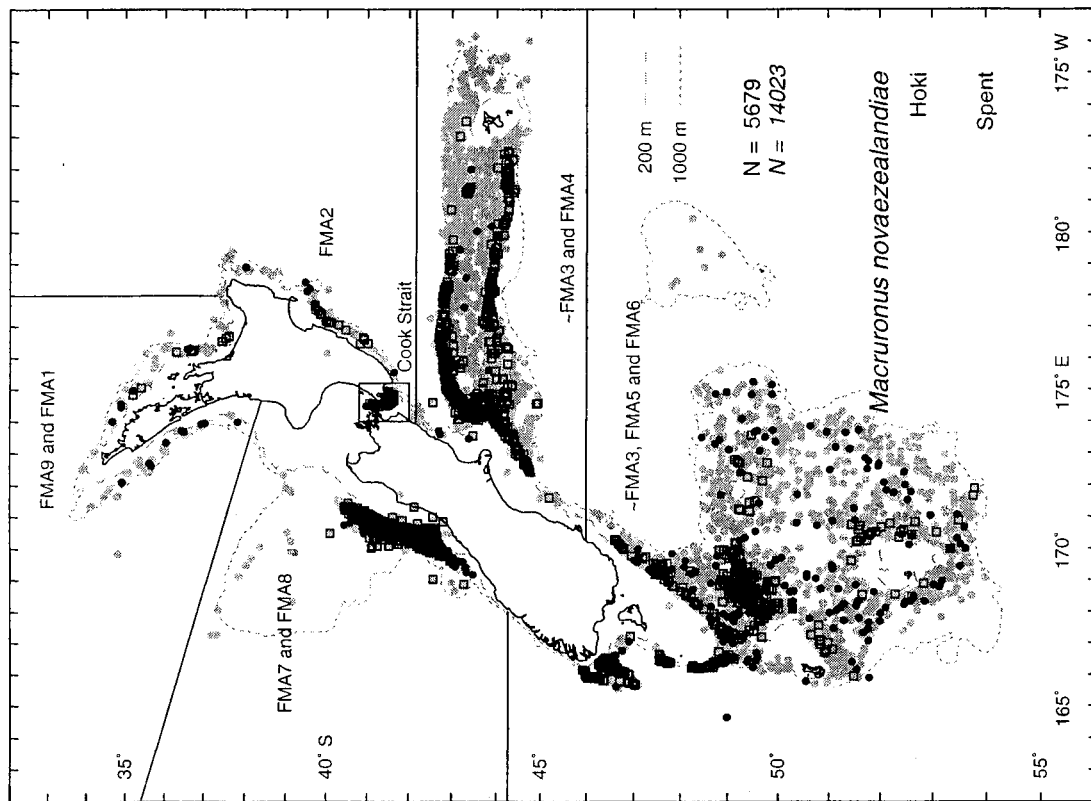 FMA9 and FMA1
FMA2
FMA7 and FMA8
Cook Strait
~FMA3 and FMA4
~FMA3, FMA5 and FMA6
200 m
1000 m
N = 5679
N = 14023
Macruronus novaezealandiae
Hoki
Spent
35°
40° S
45°
50°
55°
165°
170°
175° E
180°
175° W